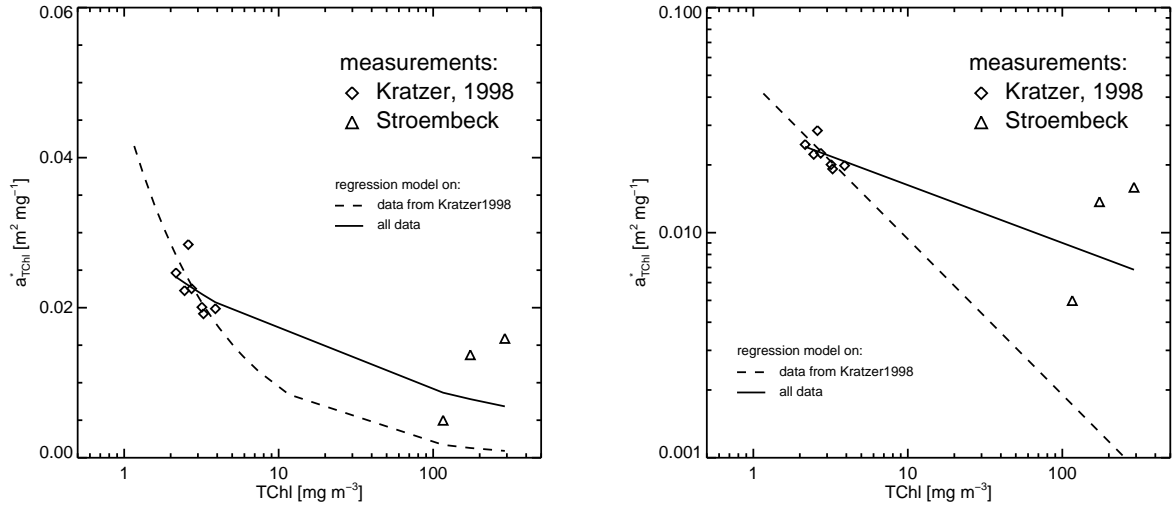 0.06
0.04
0.02
0.00
a*TChl [m² mg⁻¹]
measurements:
Kratzer, 1998
Stroembeck
regression model on:
data from Kratzer1998
all data
1
10
100
TChl [mg m⁻³]
0.100
0.010
0.001
a*TChl [m² mg⁻¹]
measurements:
Kratzer, 1998
Stroembeck
regression model on:
data from Kratzer1998
all data
1
10
100
TChl [mg m⁻³]